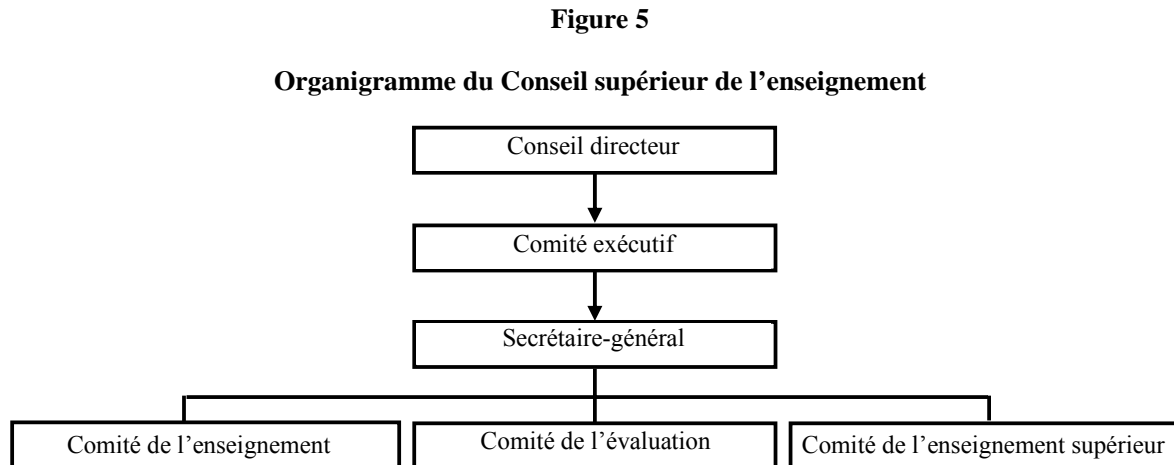 Figure 5
Organigramme du Conseil supérieur de l’enseignement
Conseil directeur
Comité exécutif
Secrétaire-général
Comité de l’enseignement
Comité de l’évaluation
Comité de l’enseignement supérieur